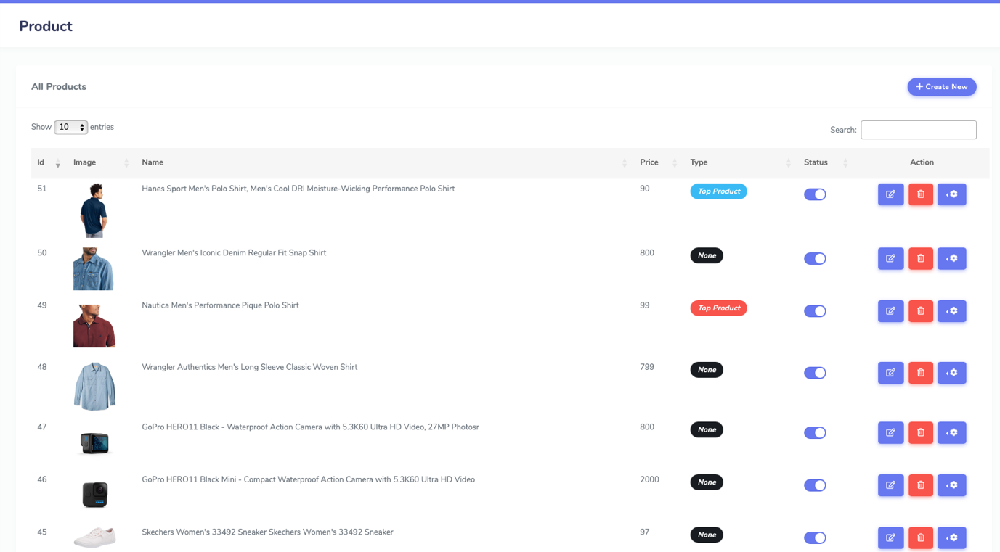 Product
All Products
+ Create New
Show 10 entries
Search:
Id Image Name Price Type Status Action
51 Hanes Sport Men's Polo Shirt, Men's Cool DRI Moisture-Wicking Performance Polo Shirt 90 Top Product
50 Wrangler Men's Iconic Denim Regular Fit Snap Shirt 800 None
49 Nautica Men's Performance Pique Polo Shirt 99 Top Product
48 Wrangler Authentics Men's Long Sleeve Classic Woven Shirt 799 None
47 GoPro HERO11 Black - Waterproof Action Camera with 5.3K60 Ultra HD Video, 27MP Photosr 800 None
46 GoPro HERO11 Black Mini - Compact Waterproof Action Camera with 5.3K60 Ultra HD Video 2000 None
45 Skechers Women's 33492 Sneaker Skechers Women's 33492 Sneaker 97 None